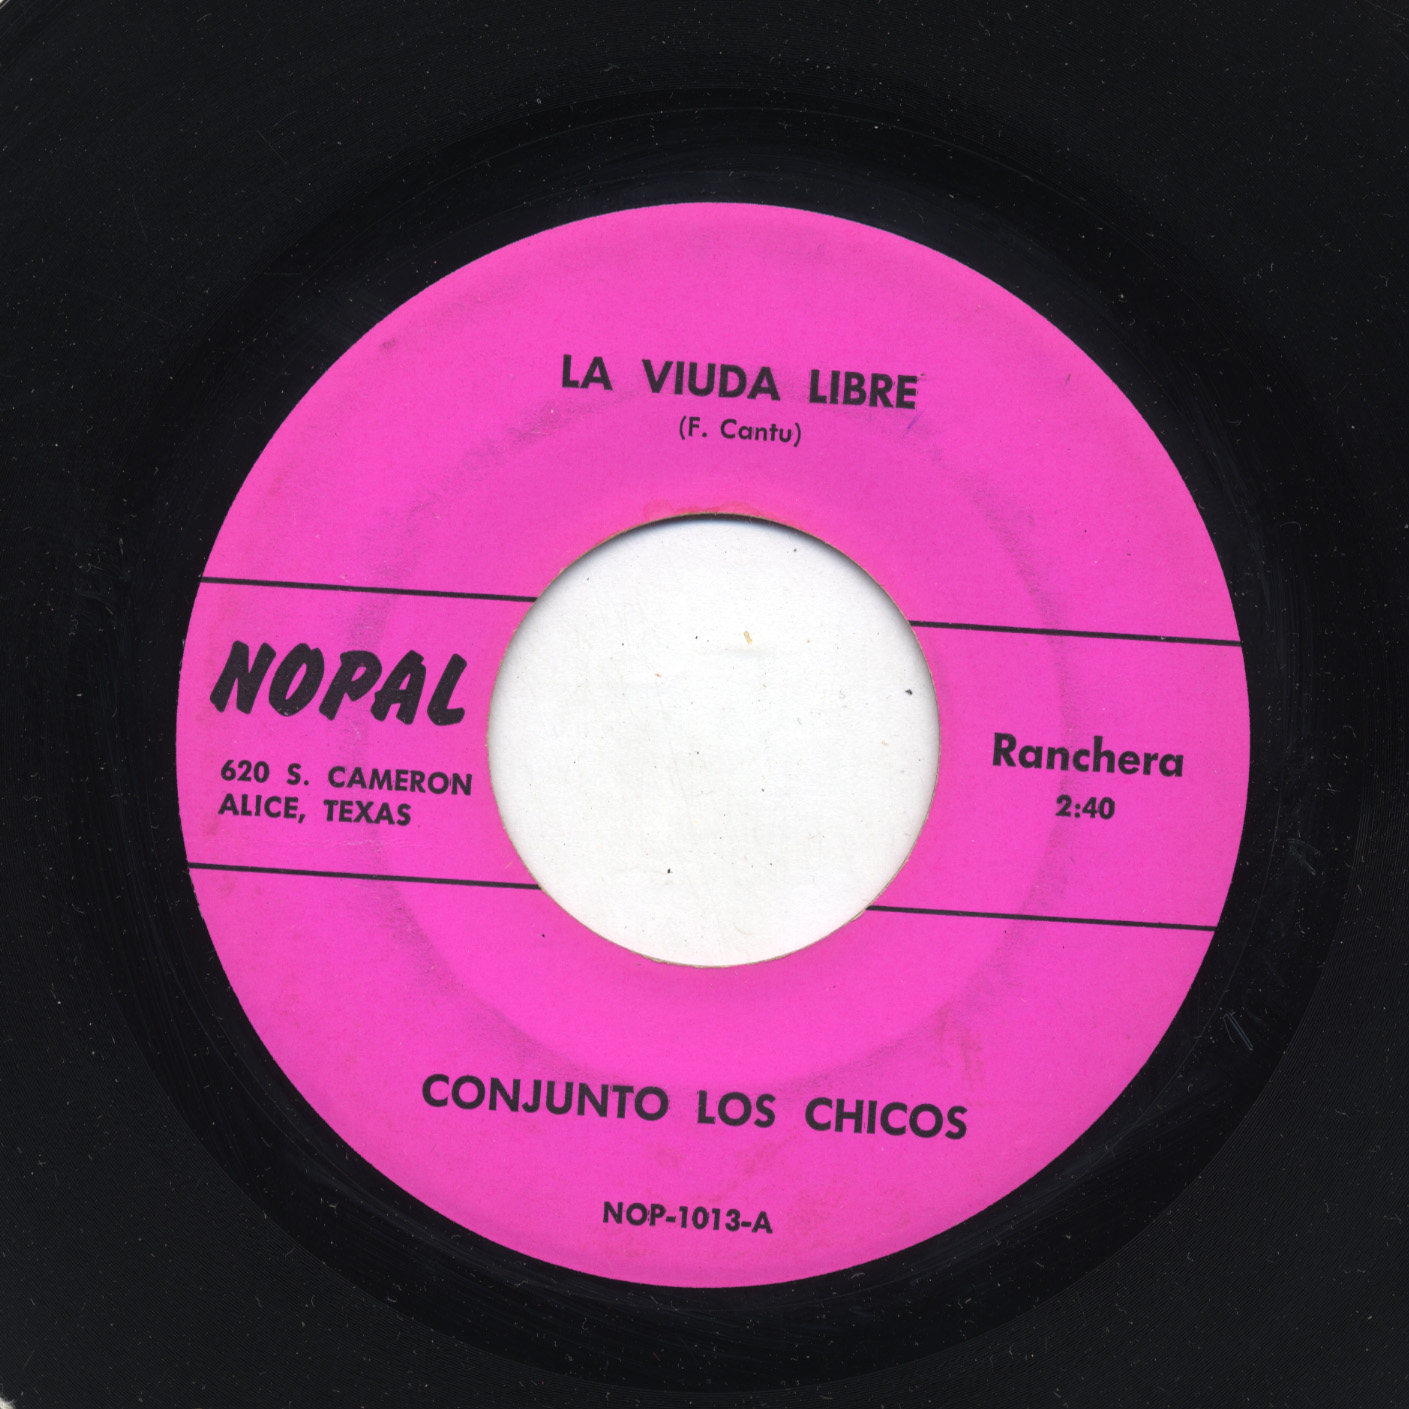 LA VIUDA LIBRE
(F. Cantu)
NOPAL
620 S. CAMERON
ALICE, TEXAS
Ranchera
2:40
CONJUNTO LOS CHICOS
NOP-1013-A